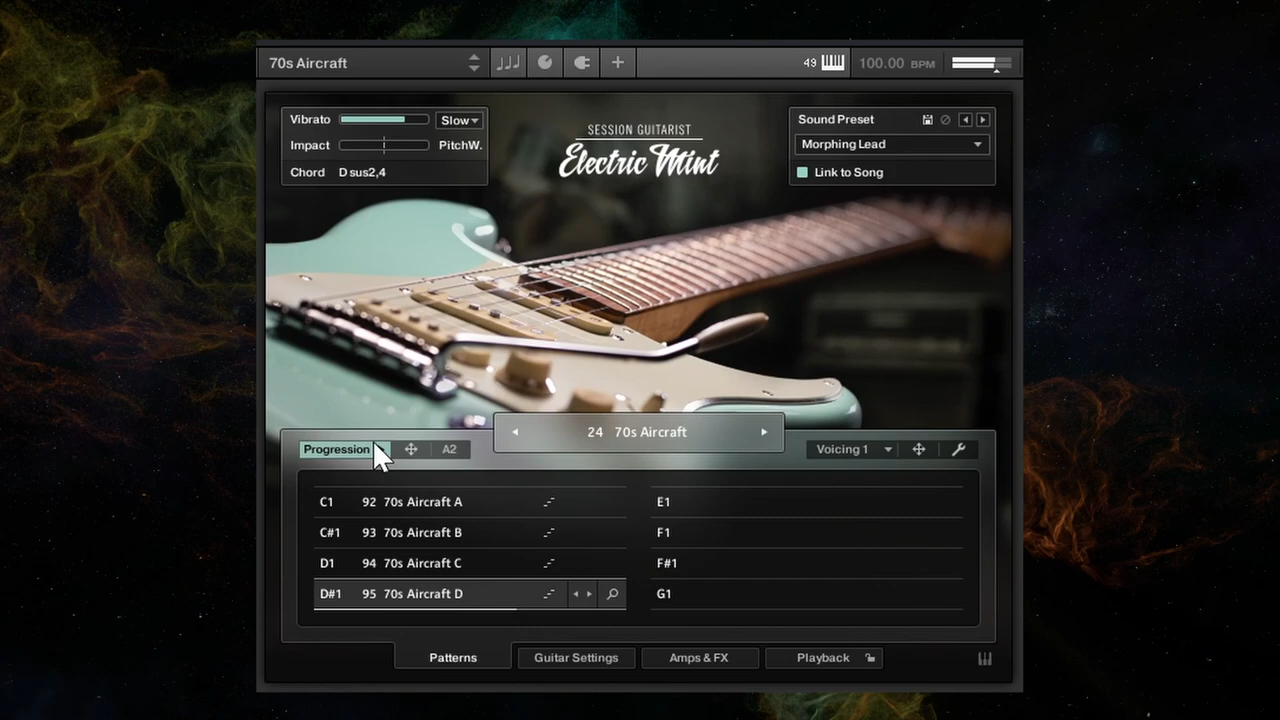 70s Aircraft
49
100.00 BPM
Vibrato Slow
Impact PitchW.
Chord D sus2,4
SESSION GUITARIST
Electric Mint
Sound Preset
Morphing Lead
Link to Song
24 70s Aircraft
Progression A2
Voicing 1
C1 92 70s Aircraft A
C#1 93 70s Aircraft B
D1 94 70s Aircraft C
D#1 95 70s Aircraft D
E1
F1
F#1
G1
Patterns Guitar Settings Amps & FX Playback